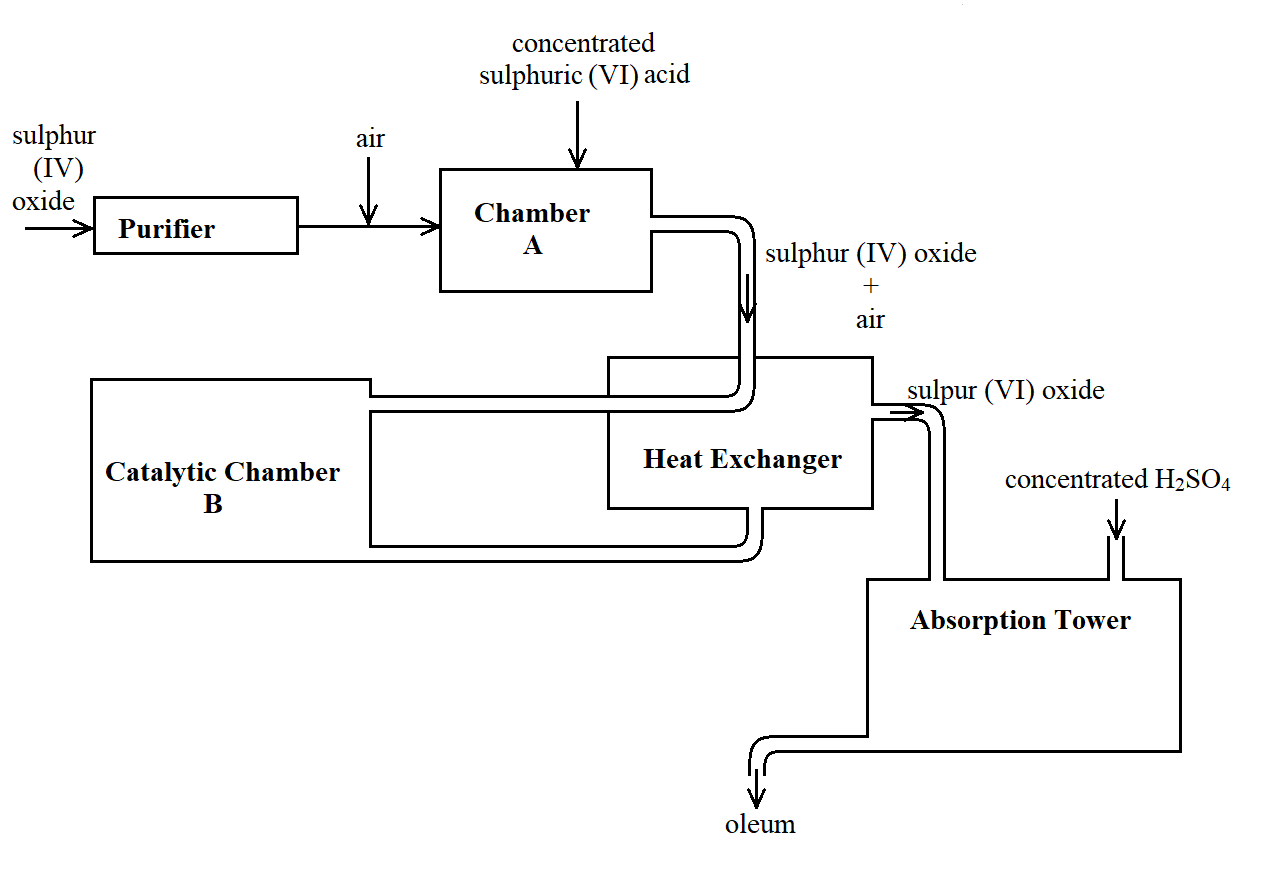 concentrated
sulphuric (VI) acid
sulphur
(IV)
oxide
air
Purifier
Chamber
A
sulphur (IV) oxide
+
air
sulpur (VI) oxide
Catalytic Chamber
B
Heat Exchanger
concentrated H₂SO₄
Absorption Tower
oleum